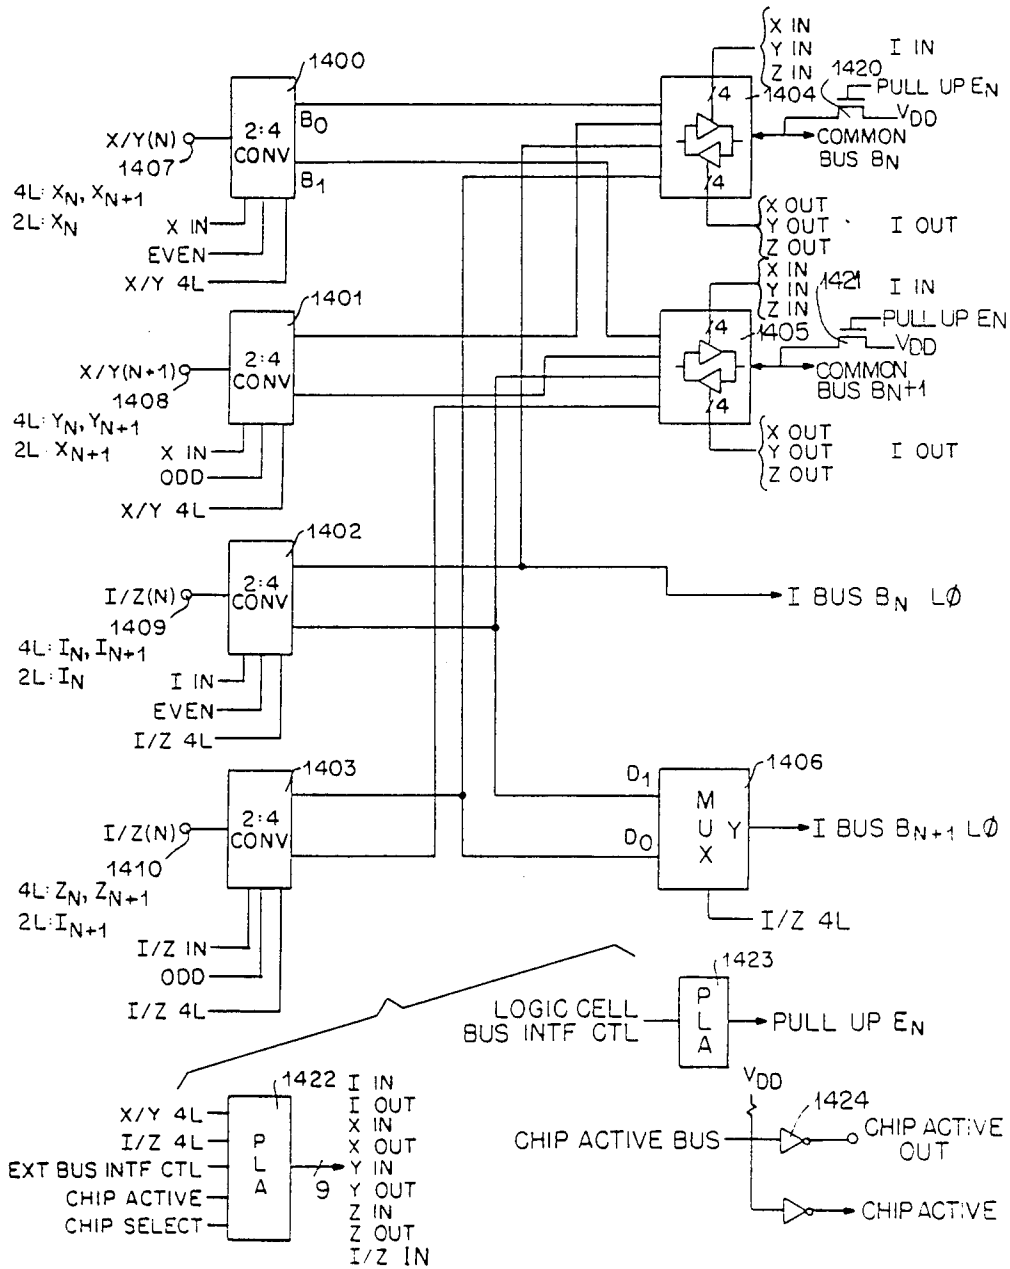 1400
X/Y(N)
1407
2:4
CONV
B0
B1
4L: XN, XN+1
2L: XN
X IN
EVEN
X/Y 4L
X IN
Y IN
Z IN
I IN
4
1404
1420
PULL UP EN
VDD
COMMON
BUS BN
4
X OUT
Y OUT
Z OUT
I OUT
1401
X/Y(N+1)
1408
2:4
CONV
4L: YN, YN+1
2L: XN+1
X IN
ODD
X/Y 4L
X IN
Y IN
Z IN
I IN
4
1405
1421
PULL UP EN
VDD
COMMON
BUS BN+1
4
X OUT
Y OUT
Z OUT
I OUT
1402
I/Z(N)
1409
2:4
CONV
4L: IN, IN+1
2L: IN
I IN
EVEN
I/Z 4L
I BUS BN LØ
1403
I/Z(N)
1410
2:4
CONV
4L: ZN, ZN+1
2L: IN+1
I/Z IN
ODD
I/Z 4L
D1
D0
MUX
Y
1406
I BUS BN+1 LØ
I/Z 4L
1423
LOGIC CELL
BUS INTF CTL
PLA
PULL UP EN
1422
X/Y 4L
I/Z 4L
EXT BUS INTF CTL
CHIP ACTIVE
CHIP SELECT
PLA
9
I IN
I OUT
X IN
X OUT
Y IN
Y OUT
Z IN
Z OUT
I/Z IN
VDD
1424
CHIP ACTIVE BUS
CHIP ACTIVE
OUT
CHIP ACTIVE